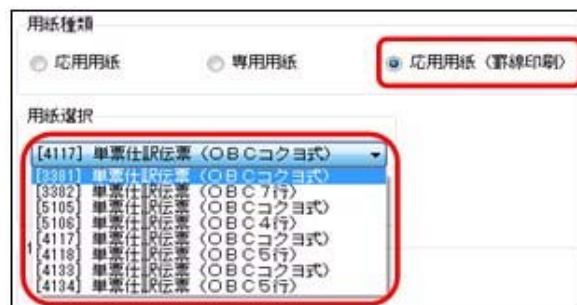 用紙種類
応用用紙 専用用紙 応用用紙(罫線印刷)
用紙選択
[4117] 単票仕訳伝票(OBCコクヨ式)
[3381] 単票仕訳伝票(OBCコクヨ式)
[3382] 単票仕訳伝票(OBC7行)
[5105] 単票仕訳伝票(OBCコクヨ式)
[5106] 単票仕訳伝票(OBC4行)
[4117] 単票仕訳伝票(OBCコクヨ式)
[4118] 単票仕訳伝票(OBC5行)
[4133] 単票仕訳伝票(OBCコクヨ式)
[4134] 単票仕訳伝票(OBC5行)